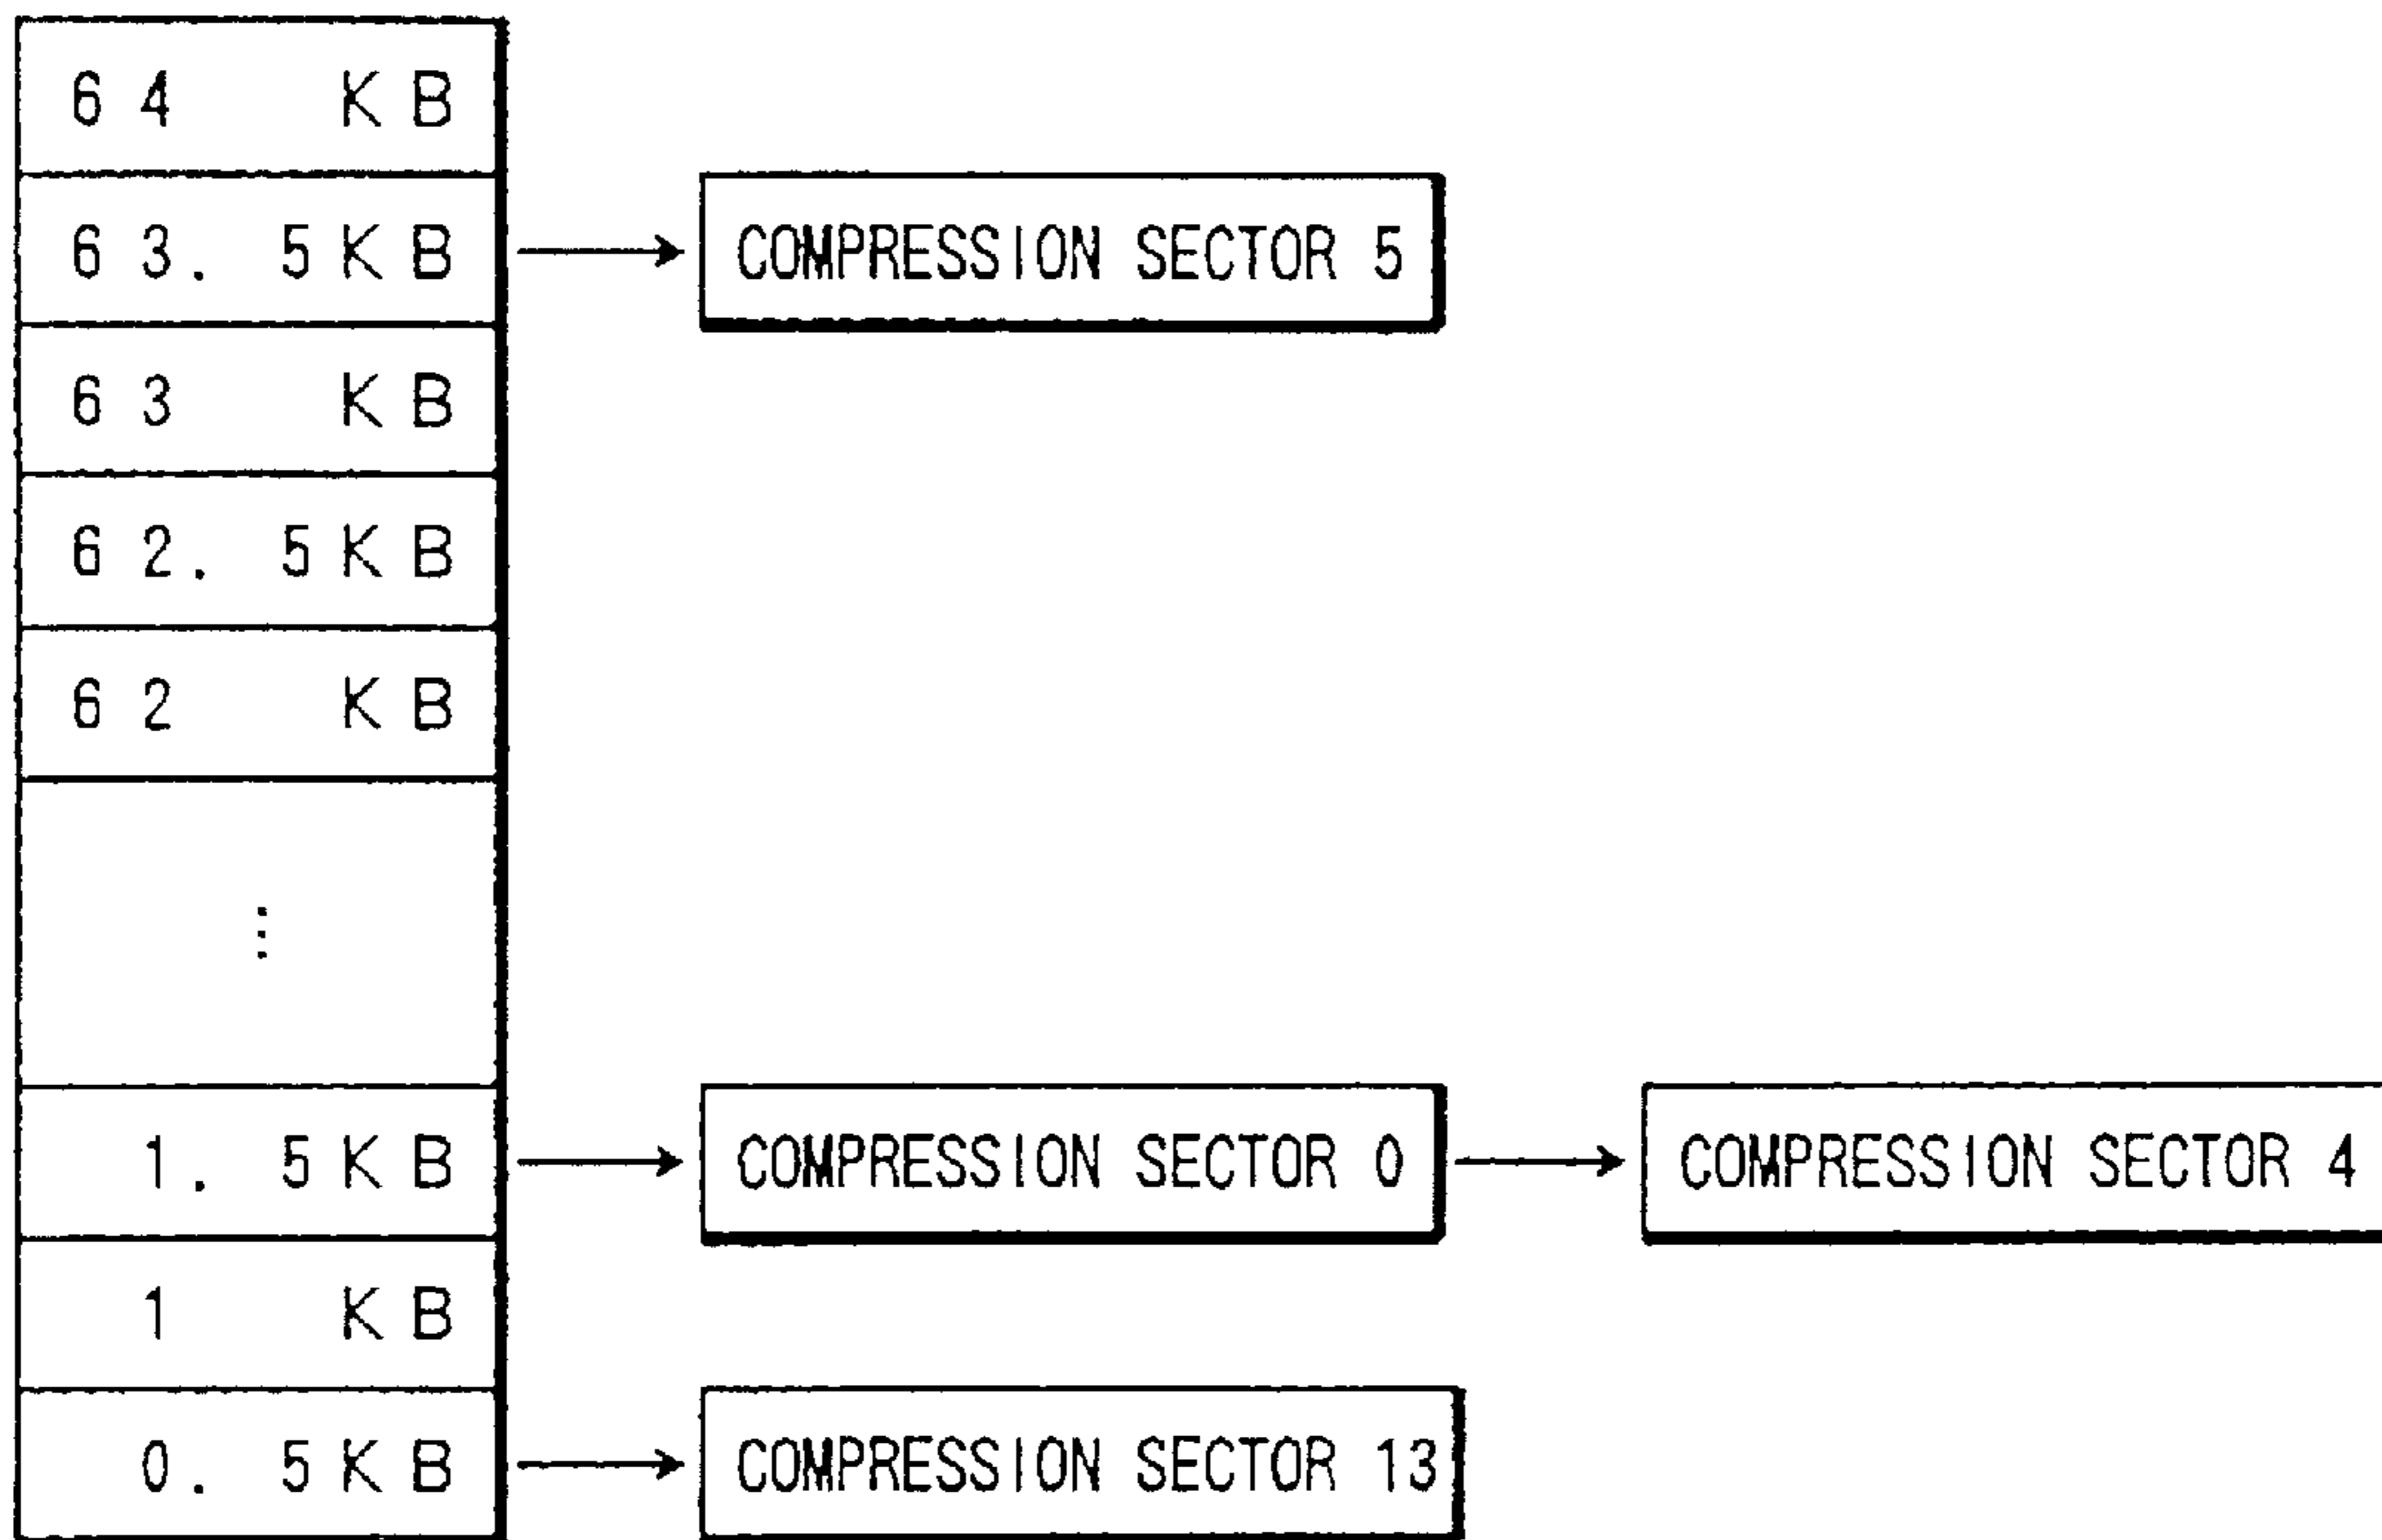 64 KB
63.5KB COMPRESSION SECTOR 5
63 KB
62.5KB
62 KB
⋮
1.5KB COMPRESSION SECTOR 0 COMPRESSION SECTOR 4
1 KB
0.5KB COMPRESSION SECTOR 13